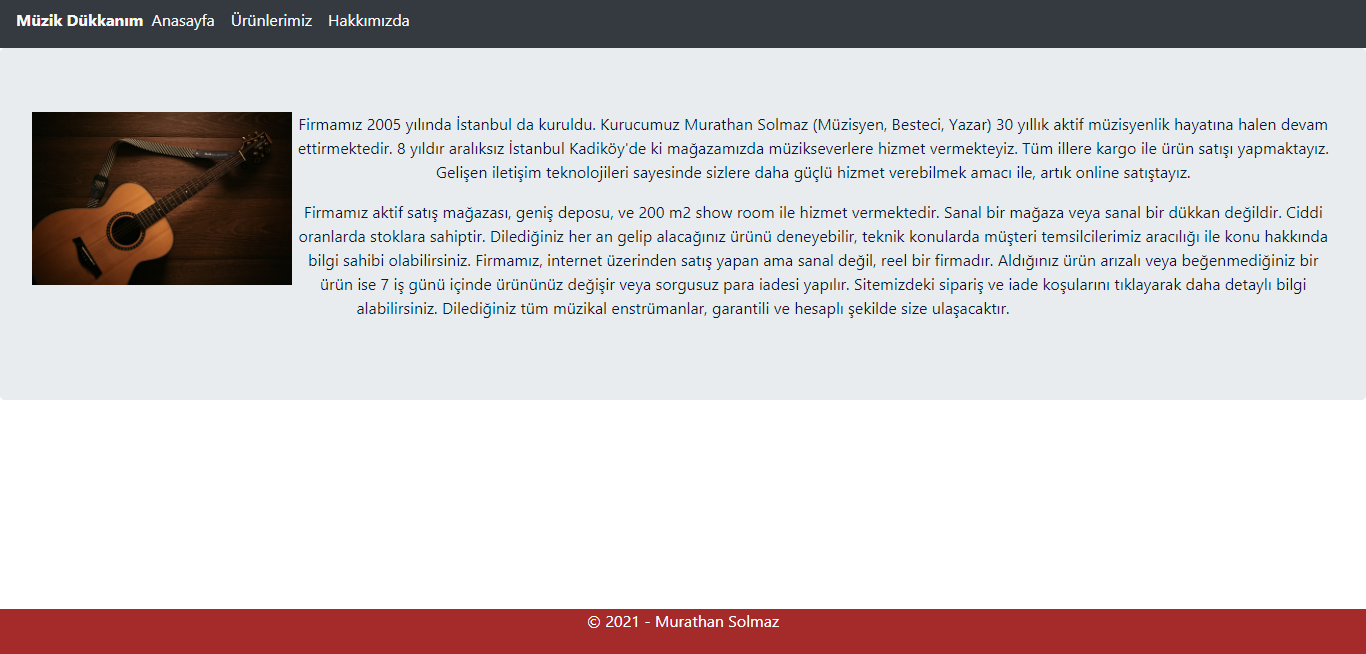 Müzik Dükkanım Anasayfa Ürünlerimiz Hakkımızda
Firmamız 2005 yılında İstanbul da kuruldu. Kurucumuz Murathan Solmaz (Müzisyen, Besteci, Yazar) 30 yıllık aktif müzisyenlik hayatına halen devam
ettirmektedir. 8 yıldır aralıksız İstanbul Kadiköy'de ki mağazamızda müzikseverlere hizmet vermekteyiz. Tüm illere kargo ile ürün satışı yapmaktayız.
Gelişen iletişim teknolojileri sayesinde sizlere daha güçlü hizmet verebilmek amacı ile, artık online satıştayız.
Firmamız aktif satış mağazası, geniş deposu, ve 200 m2 show room ile hizmet vermektedir. Sanal bir mağaza veya sanal bir dükkan değildir. Ciddi
oranlarda stoklara sahiptir. Dilediğiniz her an gelip alacağınız ürünü deneyebilir, teknik konularda müşteri temsilcilerimiz aracılığı ile konu hakkında
bilgi sahibi olabilirsiniz. Firmamız, internet üzerinden satış yapan ama sanal değil, reel bir firmadır. Aldığınız ürün arızalı veya beğenmediğiniz bir
ürün ise 7 iş günü içinde ürününüz değişir veya sorgusuz para iadesi yapılır. Sitemizdeki sipariş ve iade koşularını tıklayarak daha detaylı bilgi
alabilirsiniz. Dilediğiniz tüm müzikal enstrümanlar, garantili ve hesaplı şekilde size ulaşacaktır.
© 2021 - Murathan Solmaz